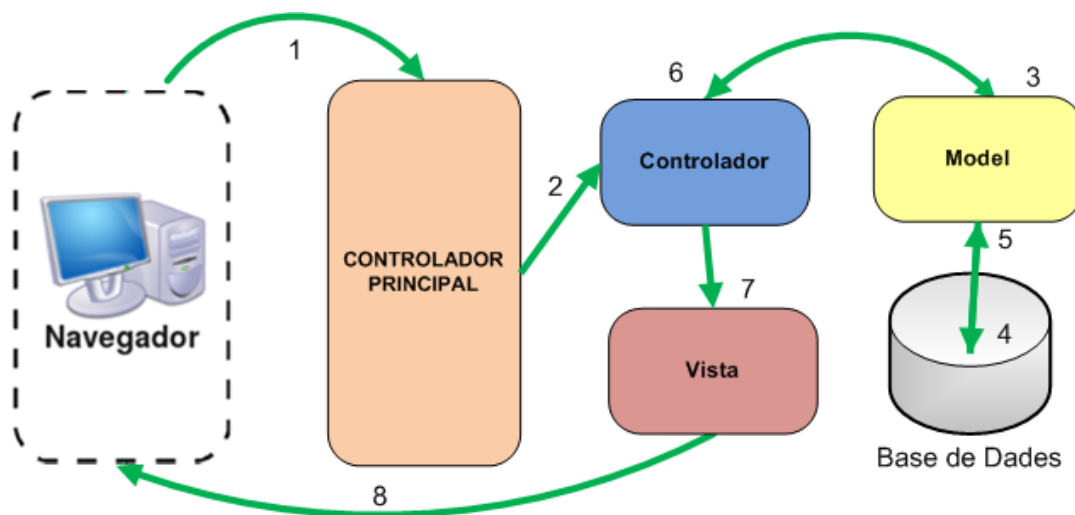 1
6
3
Controlador
Model
2
CONTROLADOR
PRINCIPAL
5
Navegador
7
4
Vista
Base de Dades
8